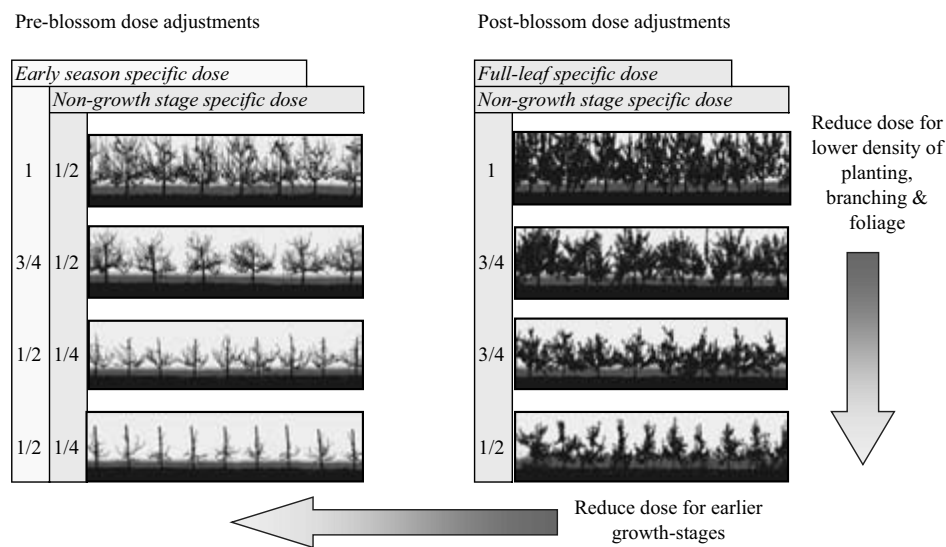 Pre-blossom dose adjustments
Early season specific dose
Non-growth stage specific dose
1 1/2
3/4 1/2
1/2 1/4
1/2 1/4
Post-blossom dose adjustments
Full-leaf specific dose
Non-growth stage specific dose
1
3/4
3/4
1/2
Reduce dose for
lower density of
planting,
branching &
foliage
Reduce dose for earlier
growth-stages